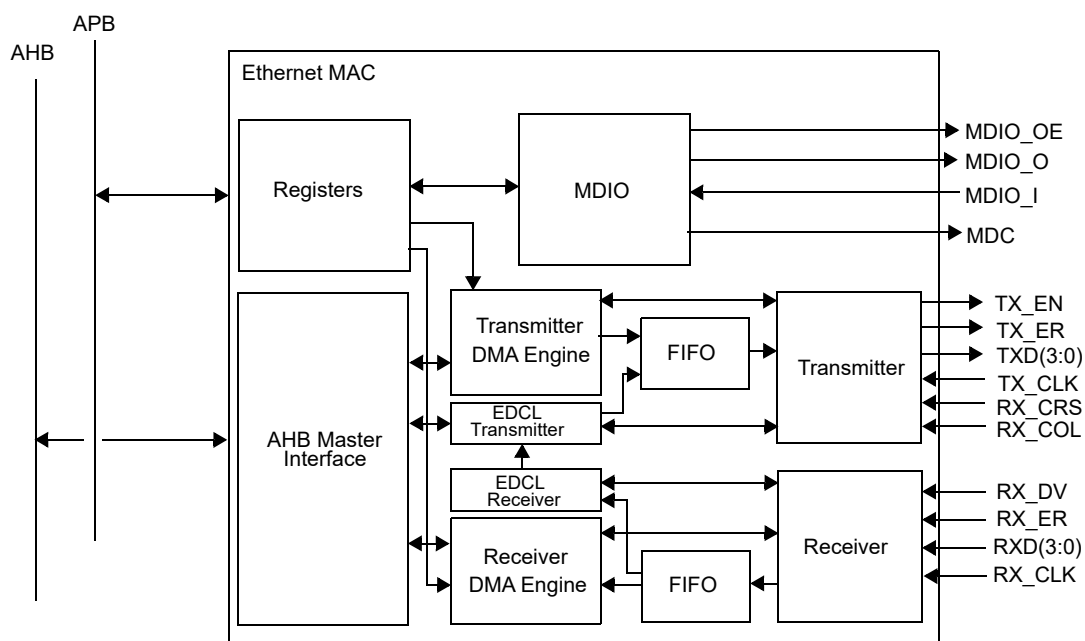 APB
AHB
Ethernet MAC
Registers
MDIO
MDIO_OE
MDIO_O
MDIO_I
MDC
Transmitter
DMA Engine
FIFO
Transmitter
TX_EN
TX_ER
TXD(3:0)
TX_CLK
RX_CRS
RX_COL
AHB Master
Interface
EDCL
Transmitter
EDCL
Receiver
Receiver
DMA Engine
FIFO
Receiver
RX_DV
RX_ER
RXD(3:0)
RX_CLK